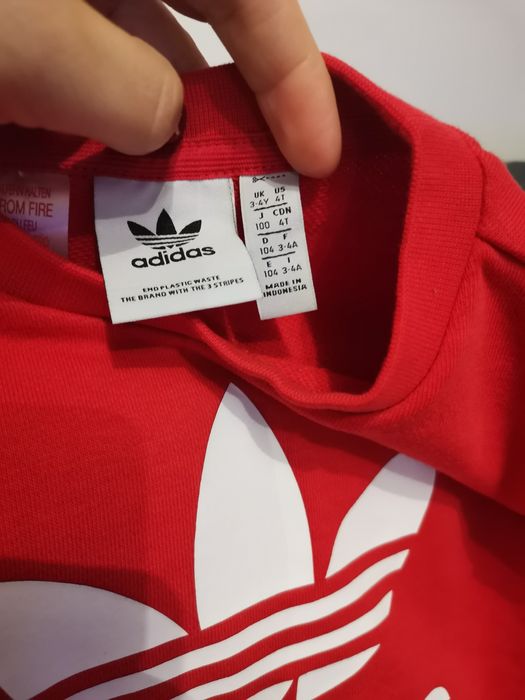 ROM FIRE
adidas
END PLASTIC WASTE
THE BRAND WITH THE 3 STRIPES
UK US
3-4Y 4T
J CDN
100 4T
D F
104 3-4A
E I
104 3-4A
MADE IN
INDONESIA